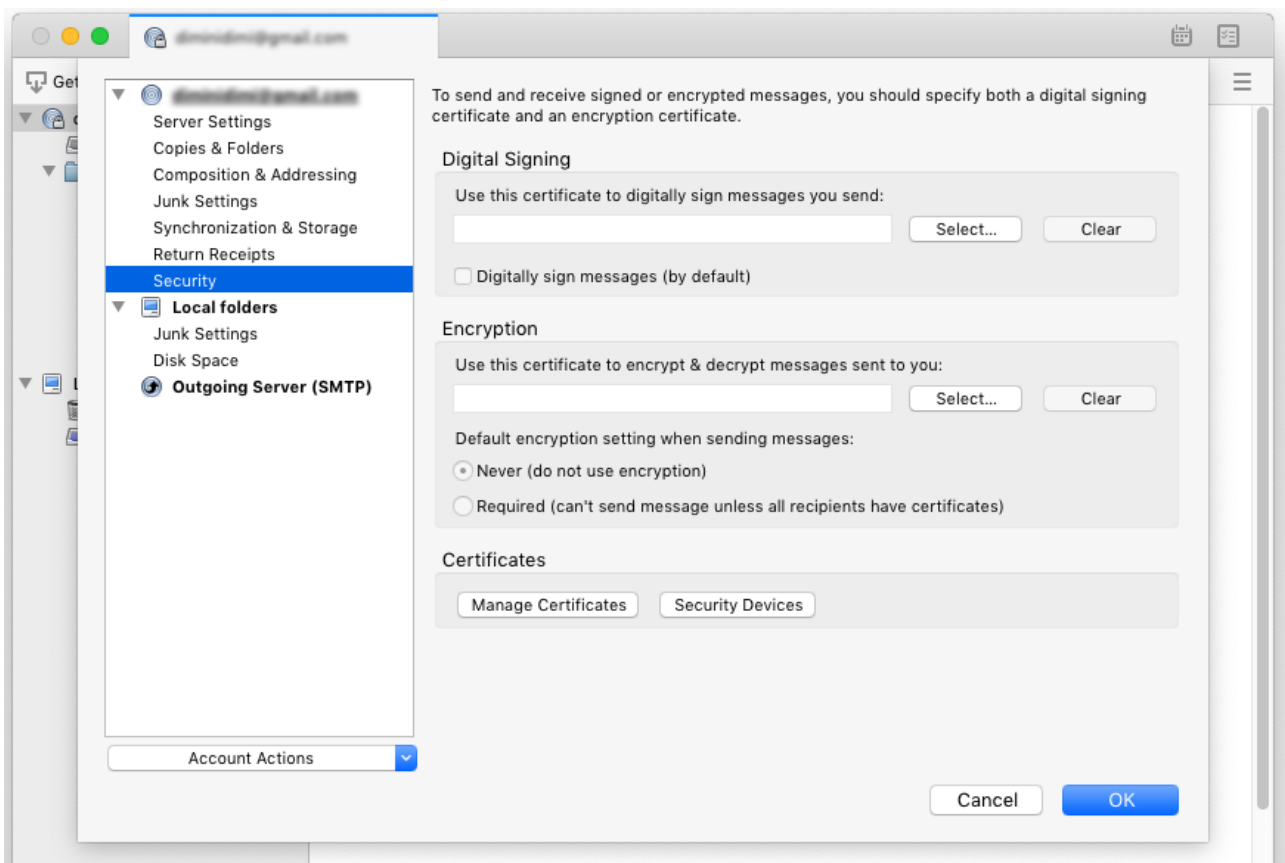 Get
Server Settings
Copies & Folders
Composition & Addressing
Junk Settings
Synchronization & Storage
Return Receipts
Security
Local folders
Junk Settings
Disk Space
Outgoing Server (SMTP)
Account Actions
To send and receive signed or encrypted messages, you should specify both a digital signing
certificate and an encryption certificate.
Digital Signing
Use this certificate to digitally sign messages you send:
Select... Clear
Digitally sign messages (by default)
Encryption
Use this certificate to encrypt & decrypt messages sent to you:
Select... Clear
Default encryption setting when sending messages:
Never (do not use encryption)
Required (can't send message unless all recipients have certificates)
Certificates
Manage Certificates Security Devices
Cancel OK